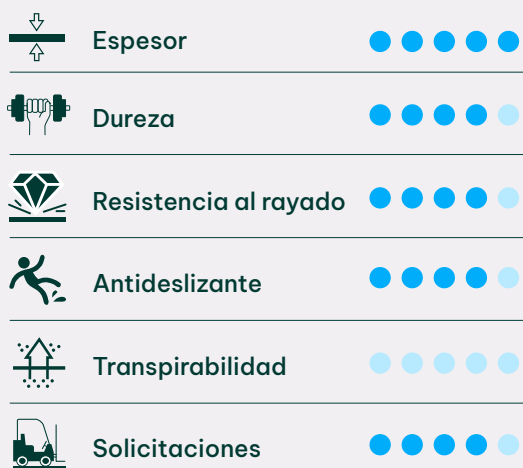 Espesor
Dureza
Resistencia al rayado
Antideslizante
Transpirabilidad
Solicitaciones